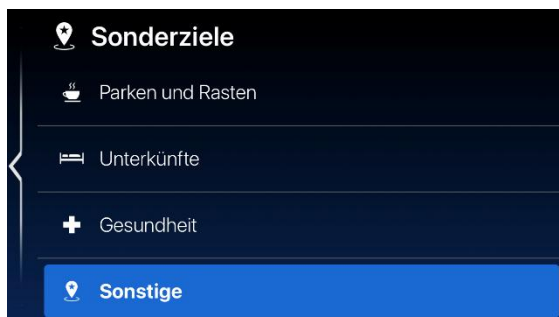 Sonderziele
Parken und Rasten
Unterkünfte
Gesundheit
Sonstige